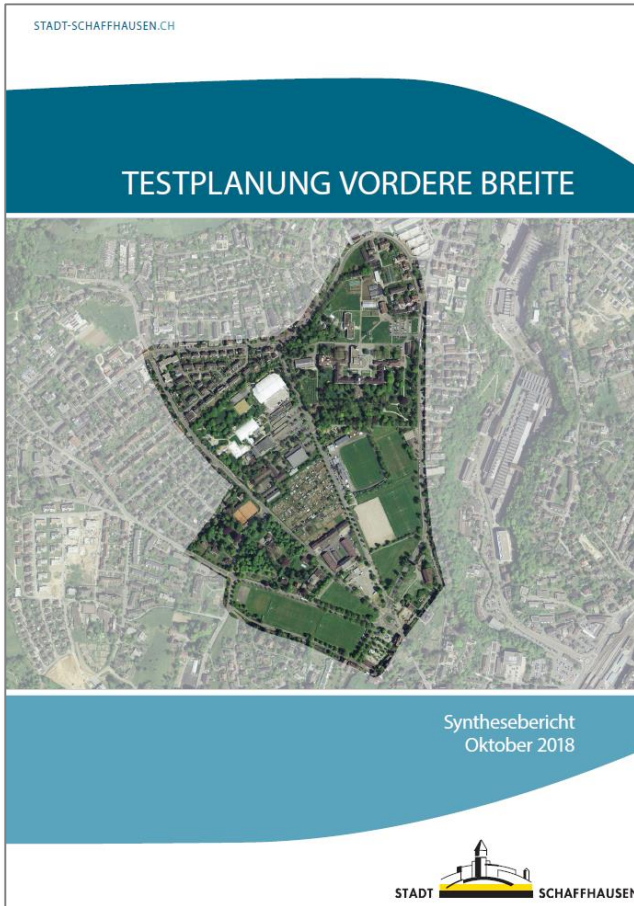 STADT-SCHAFFHAUSEN.CH
TESTPLANUNG VORDERE BREITE
Synthesebericht
Oktober 2018
STADT SCHAFFHAUSEN